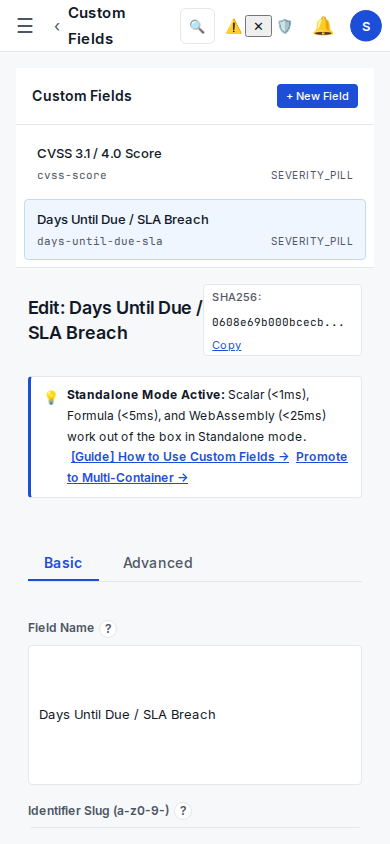 Custom
Fields
S
Custom Fields
+ New Field
CVSS 3.1 / 4.0 Score
cvss-score
SEVERITY_PILL
Days Until Due / SLA Breach
days-until-due-sla
SEVERITY_PILL
Edit: Days Until Due /
SLA Breach
SHA256:
0608e69b000bcecb...
Copy
Standalone Mode Active: Scalar (<1ms),
Formula (<5ms), and WebAssembly (<25ms)
work out of the box in Standalone mode.
[Guide] How to Use Custom Fields → Promote
to Multi-Container →
Basic
Advanced
Field Name ?
Days Until Due / SLA Breach
Identifier Slug (a-z0-9-) ?